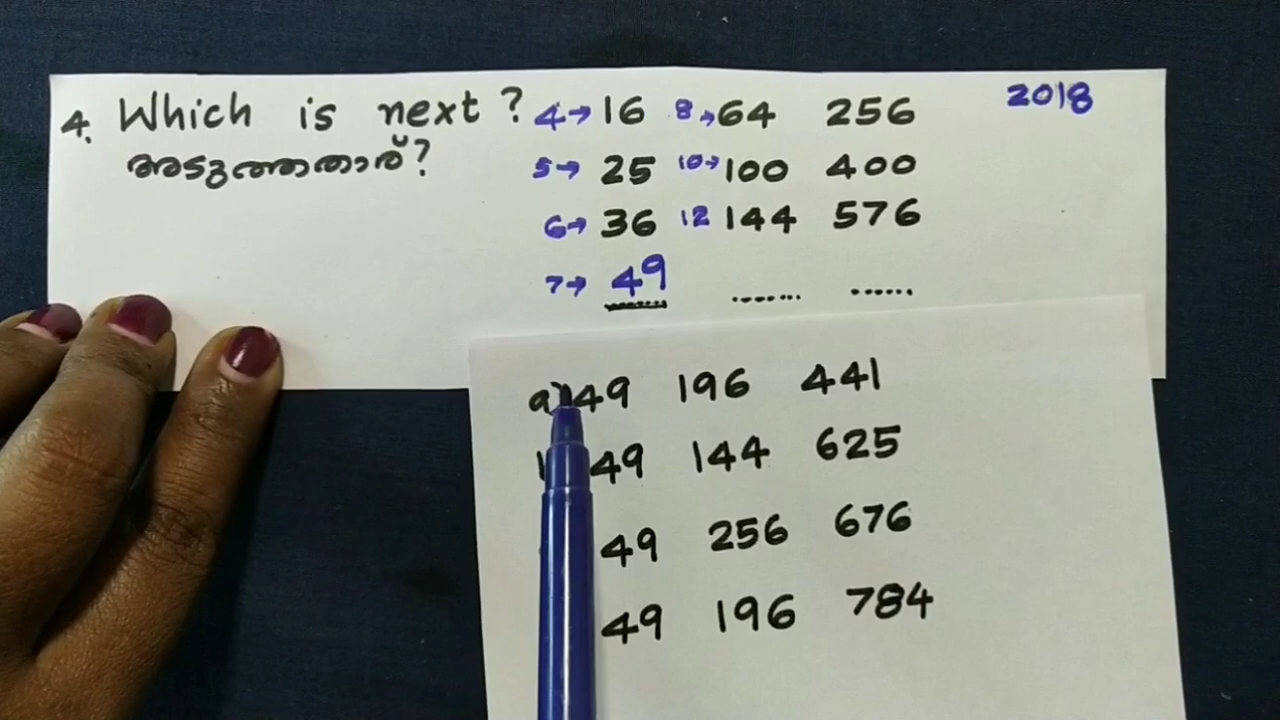 4. Which is next ? 4→ 16 8→ 64 256 2018
അടുത്തതാര്? 5→ 25 10→ 100 400
6→ 36 12 144 576
7→ 49 ....... ......
a) 49 196 441
49 144 625
49 256 676
49 196 784